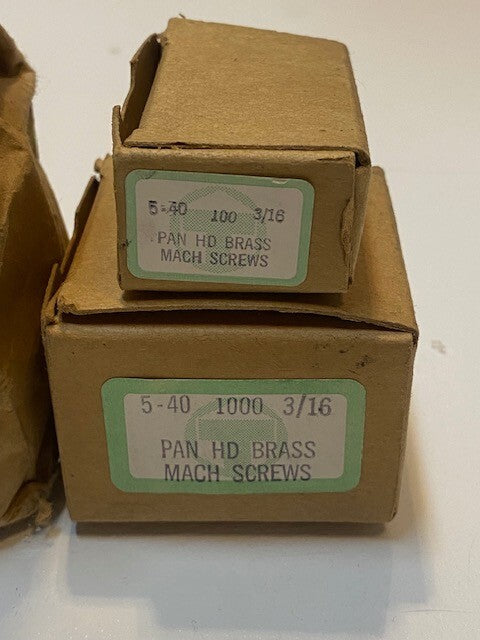 5-40 100 3/16
PAN HD BRASS
MACH SCREWS
5-40 1000 3/16
PAN HD BRASS
MACH SCREWS